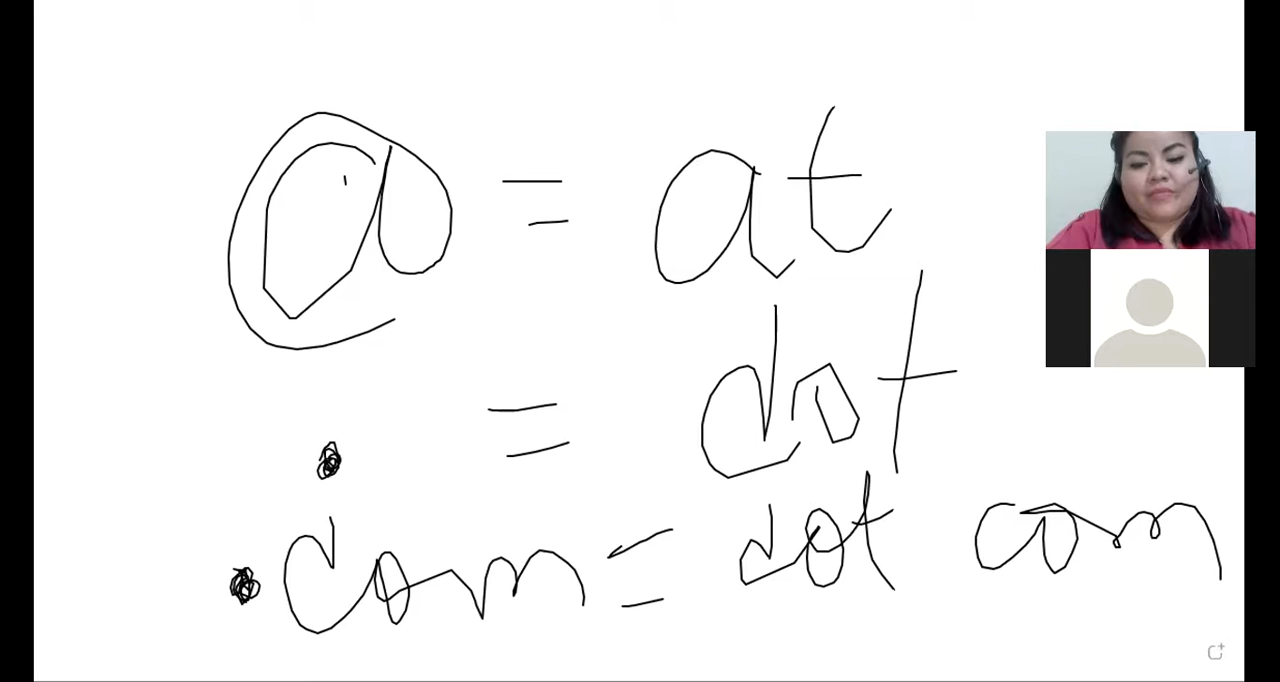 @ = at
. = dot
.com = dot com